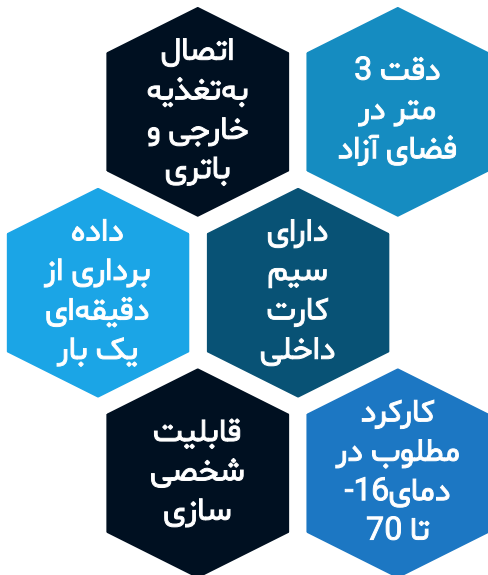 دقت 3
متر در
فضای آزاد
اتصال
به‌تغذیه
خارجی و
باتری
دارای
سیم
کارت
داخلی
داده
برداری از
دقیقه‌ای
یک بار
کارکرد
مطلوب در
دمای16-
تا 70
قابلیت
شخصی
سازی